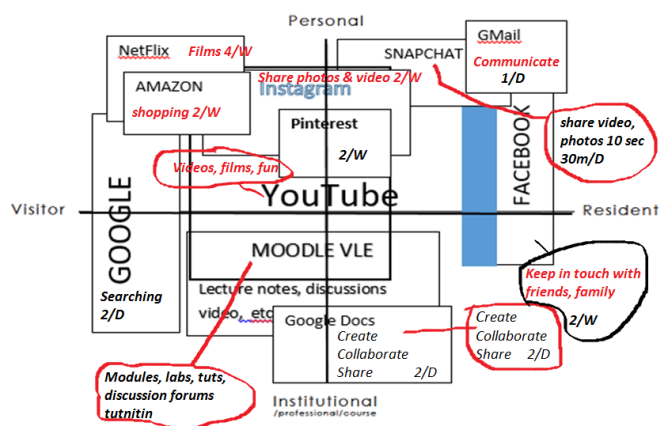 Personal
GMail
NetFlix Films 4/W
SNAPCHAT
Communicate
1/D
AMAZON
Share photos & video 2/W
Instagram
shopping 2/W
Pinterest
share video,
photos 10 sec
30m/D
2/W
FACEBOOK
Videos, films, fun
YouTube
Visitor
Resident
GOOGLE
MOODLE VLE
Keep in touch with
friends, family
2/W
Lecture notes, discussions
video, etc
Searching
2/D
Google Docs
Create
Collaborate
Share 2/D
Create
Collaborate
Share 2/D
Modules, labs, tuts,
discussion forums
tutnitin
Institutional
/professional/course